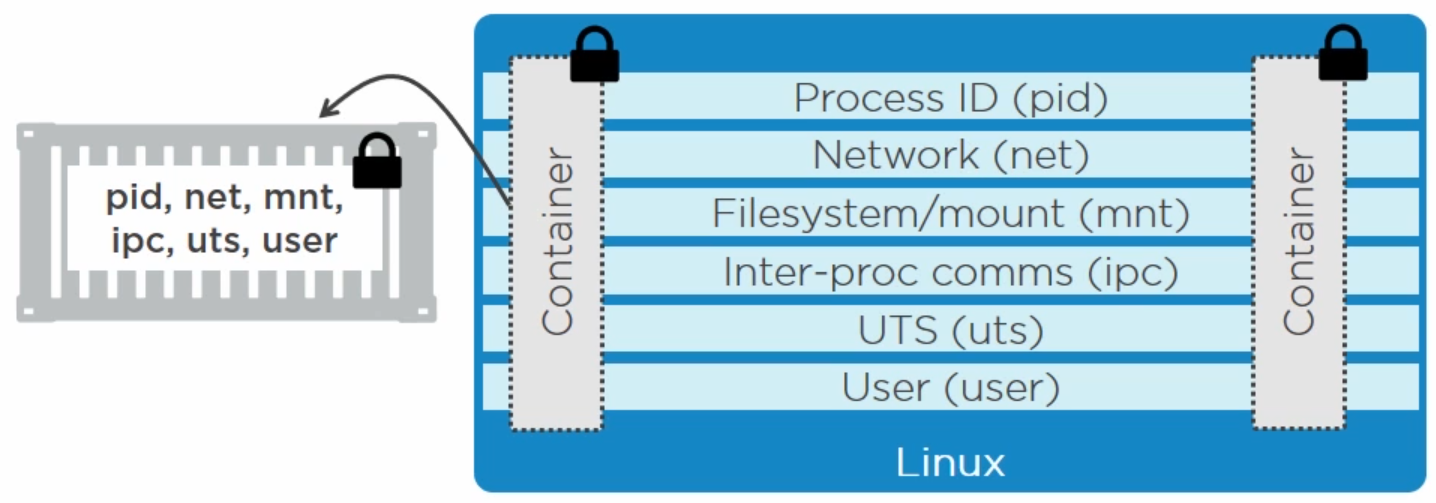 pid, net, mnt,
ipc, uts, user
Container
Process ID (pid)
Network (net)
Filesystem/mount (mnt)
Inter-proc comms (ipc)
UTS (uts)
User (user)
Container
Linux